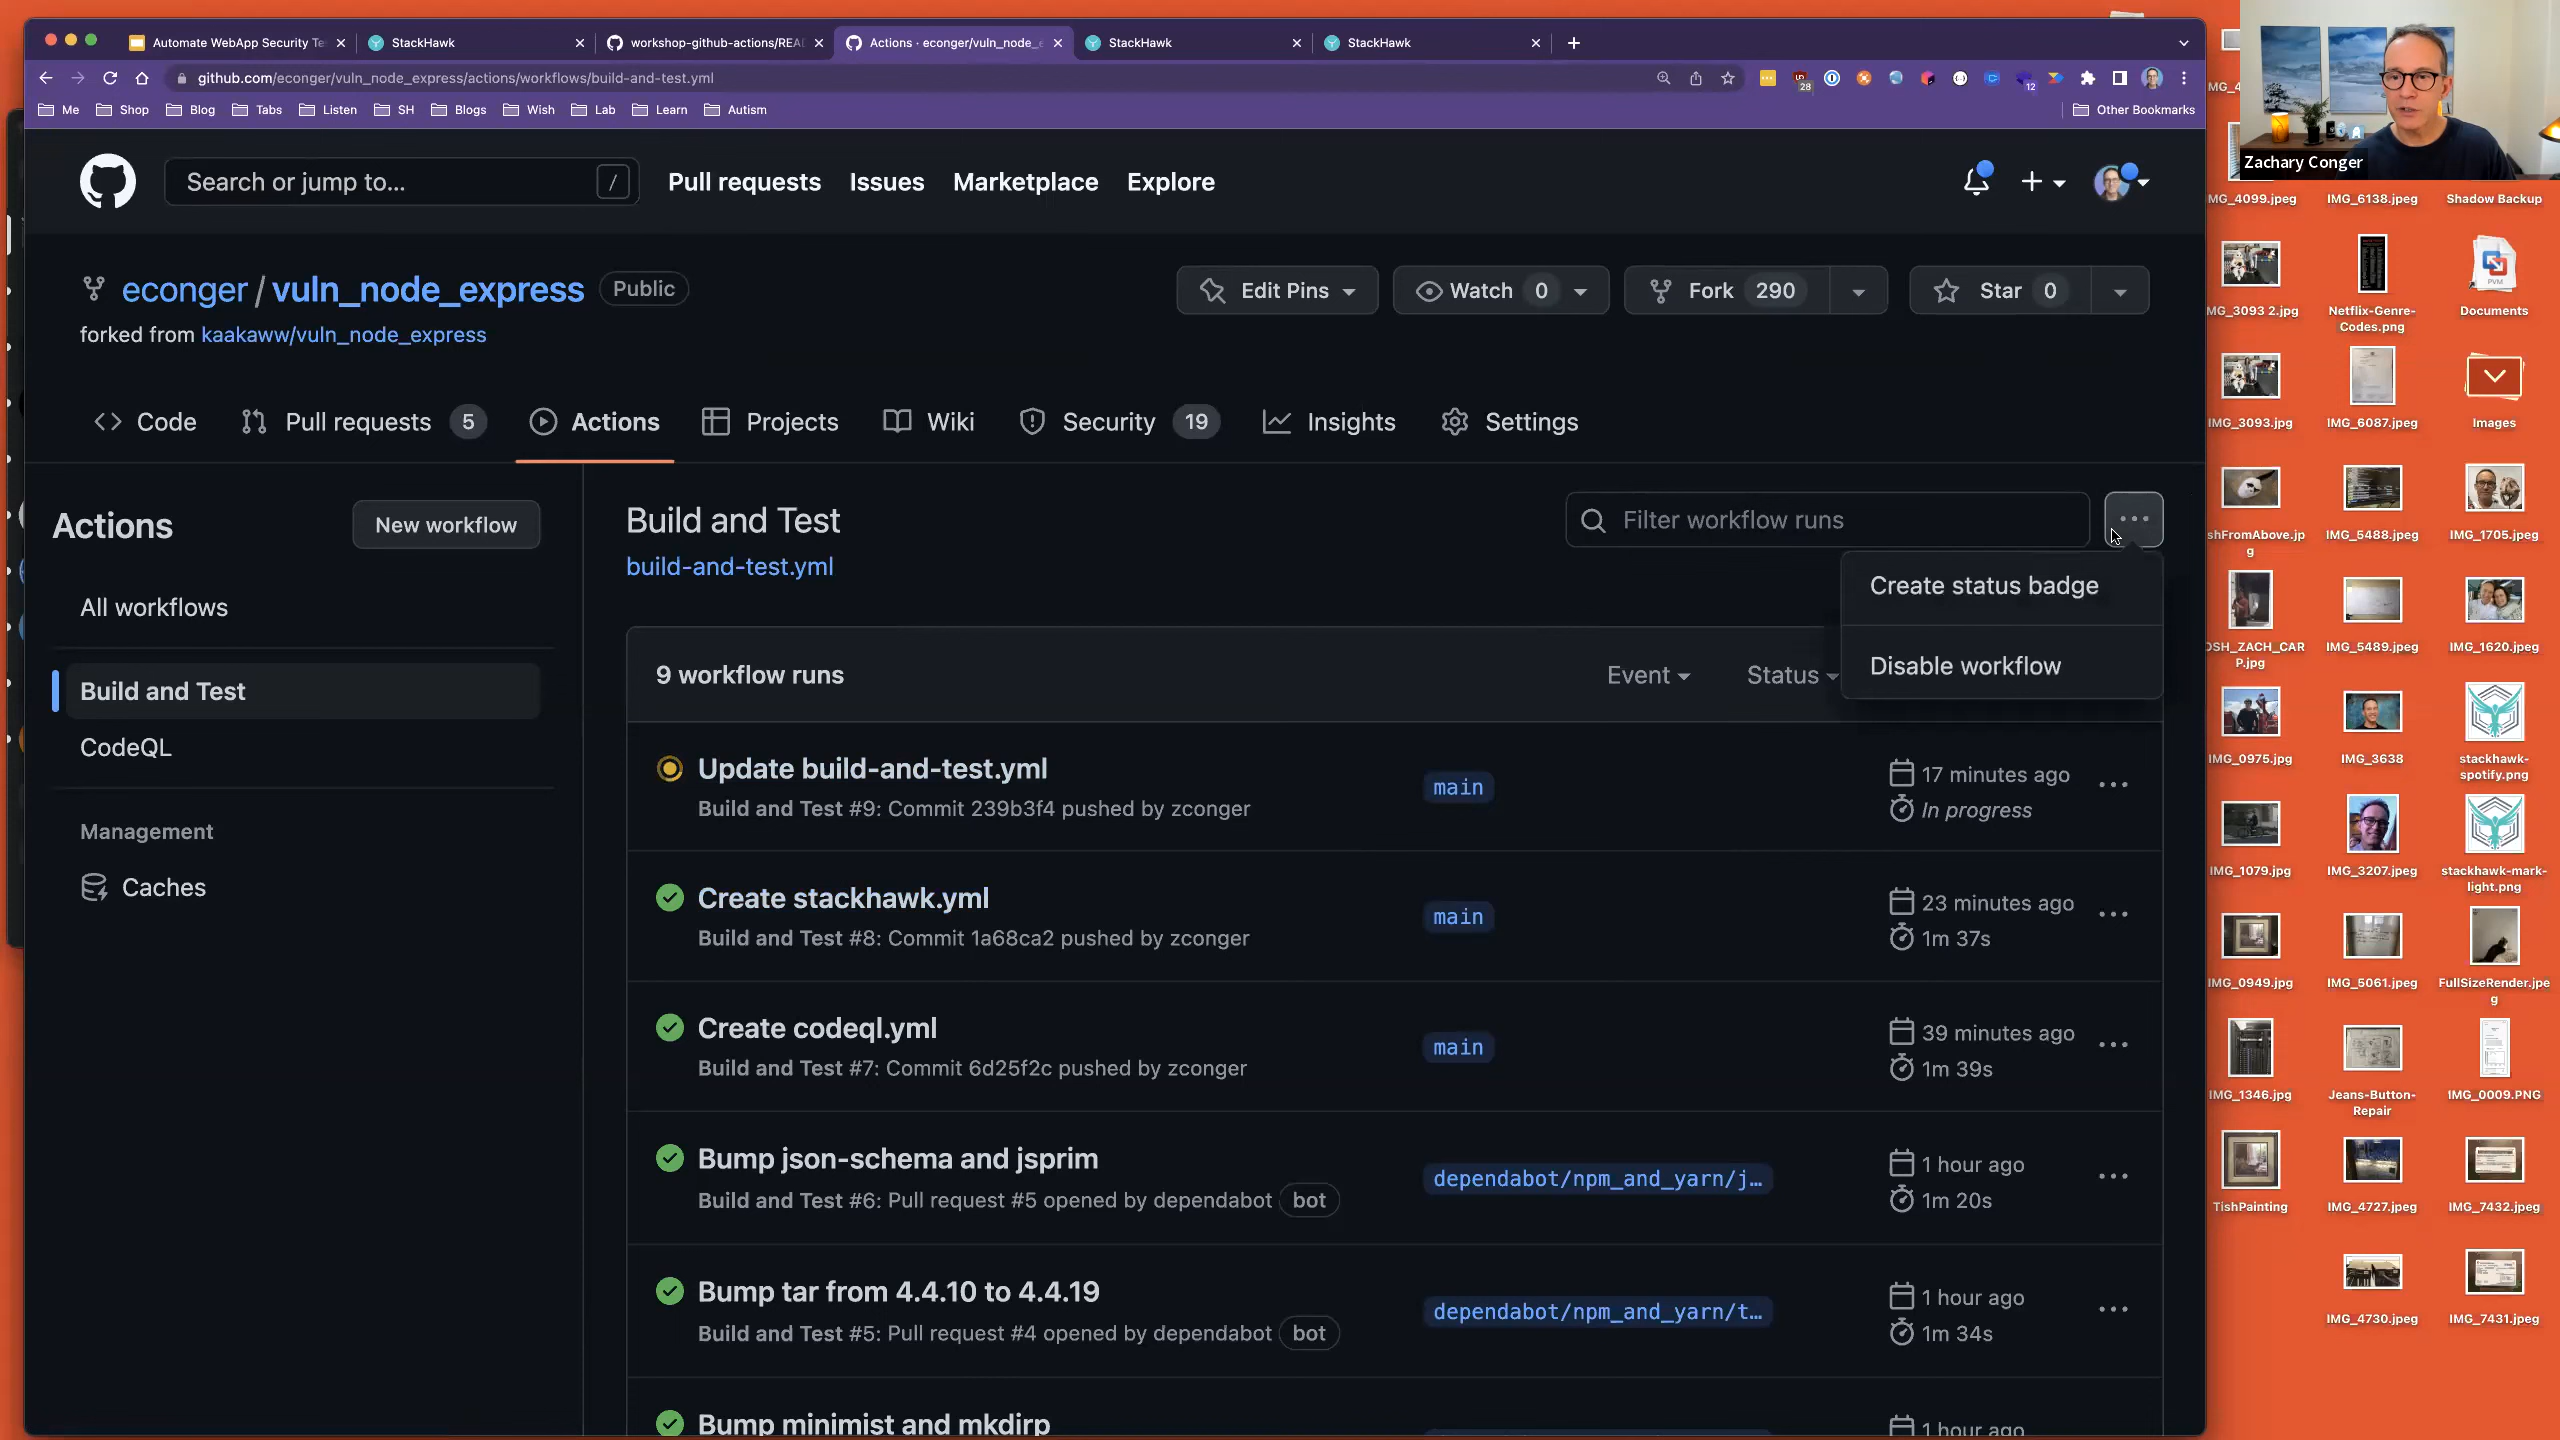 Automate WebApp Security Te
StackHawk
workshop-github-actions/REA
Actions · econger/vuln_node_e
StackHawk
StackHawk
github.com/econger/vuln_node_express/actions/workflows/build-and-test.yml
28
12
Me
Shop
Blog
Tabs
Listen
SH
Blogs
Wish
Lab
Learn
Autism
Other Bookmarks
Zachary Conger
Search or jump to...
/
Pull requests
Issues
Marketplace
Explore
econger / vuln_node_express
Public
forked from kaakaww/vuln_node_express
Edit Pins
Watch 0
Fork 290
Star 0
Code
Pull requests 5
Actions
Projects
Wiki
Security 19
Insights
Settings
Actions
New workflow
All workflows
Build and Test
CodeQL
Management
Caches
Build and Test
build-and-test.yml
Filter workflow runs
Create status badge
Disable workflow
9 workflow runs
Event
Status
Update build-and-test.yml
Build and Test #9: Commit 239b3f4 pushed by zconger
main
17 minutes ago
In progress
Create stackhawk.yml
Build and Test #8: Commit 1a68ca2 pushed by zconger
main
23 minutes ago
1m 37s
Create codeql.yml
Build and Test #7: Commit 6d25f2c pushed by zconger
main
39 minutes ago
1m 39s
Bump json-schema and jsprim
Build and Test #6: Pull request #5 opened by dependabot bot
dependabot/npm_and_yarn/j…
1 hour ago
1m 20s
Bump tar from 4.4.10 to 4.4.19
Build and Test #5: Pull request #4 opened by dependabot bot
dependabot/npm_and_yarn/t…
1 hour ago
1m 34s
Bump minimist and mkdirp
1 hour ago
MG_4099.jpeg
IMG_6138.jpeg
Shadow Backup
MG_3093 2.jpg
Netflix-Genre-
Codes.png
PVM
Documents
IMG_3093.jpg
IMG_6087.jpeg
Images
shFromAbove.jp
g
IMG_5488.jpeg
IMG_1705.jpeg
OSH_ZACH_CAR
P.jpg
IMG_5489.jpeg
IMG_1620.jpeg
IMG_0975.jpg
IMG_3638
stackhawk-
spotify.png
IMG_1079.jpg
IMG_3207.jpeg
stackhawk-mark-
light.png
IMG_0949.jpg
IMG_5061.jpeg
FullSizeRender.jpe
g
IMG_1346.jpg
Jeans-Button-
Repair
IMG_0009.PNG
TishPainting
IMG_4727.jpeg
IMG_7432.jpeg
IMG_4730.jpeg
IMG_7431.jpeg